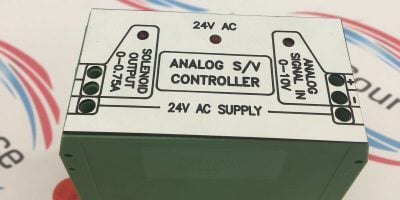 24V AC
SOLENOID
OUTPUT
0-0.75A
ANALOG S/V
CONTROLLER
ANALOG
SIGNAL IN
0-10V
+
-
24V AC SUPPLY